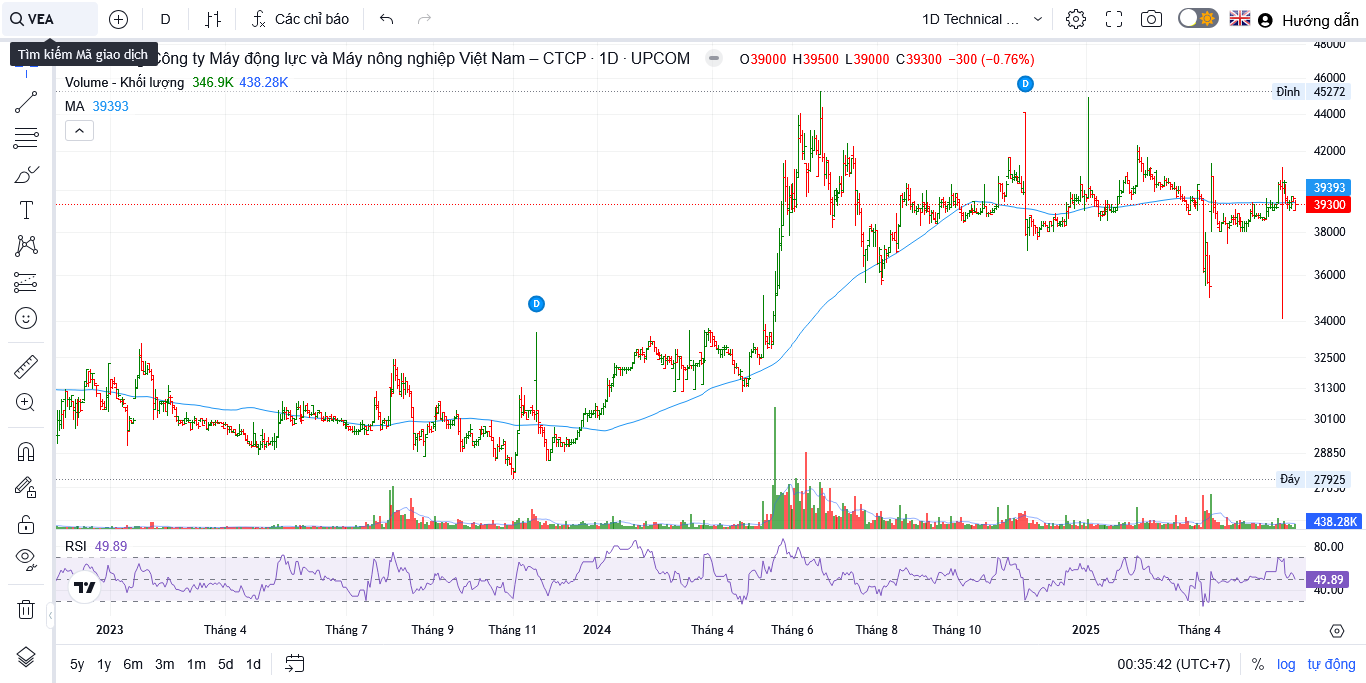 VEA
D
Các chỉ báo
1D Technical ...
Hướng dẫn
Tìm kiếm Mã giao dịch
Công ty Máy động lực và Máy nông nghiệp Việt Nam – CTCP · 1D · UPCOM
O39000 H39500 L39000 C39300 −300 (−0.76%)
Volume - Khối lượng 346.9K 438.28K
MA 39393
48000
46000
Đỉnh 45272
44000
42000
39393
39300
38000
36000
34000
32500
31300
30100
28850
Đáy 27925
438.28K
D
D
RSI 49.89
80.00
49.89
40.00
2023 Tháng 4 Tháng 7 Tháng 9 Tháng 11 2024 Tháng 4 Tháng 6 Tháng 8 Tháng 10 2025 Tháng 4
5y 1y 6m 3m 1m 5d 1d
00:35:42 (UTC+7) % log tự động